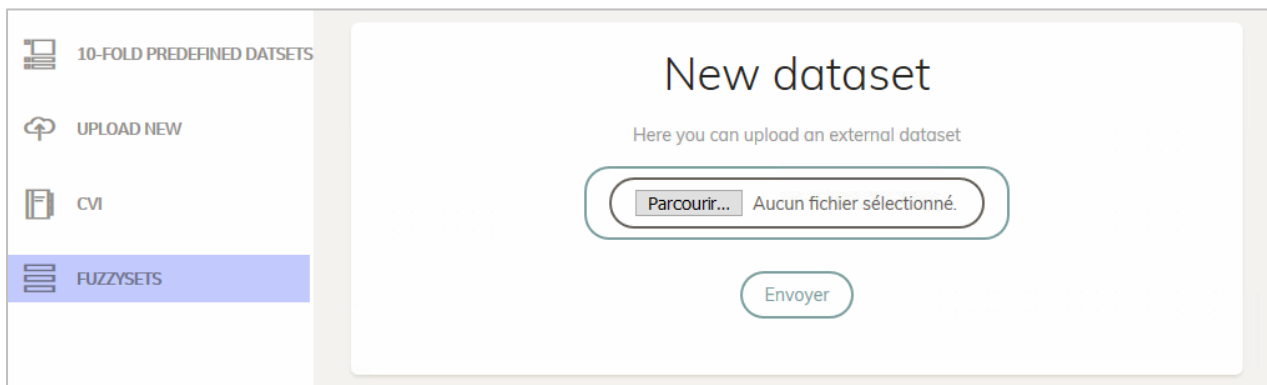 10-FOLD PREDEFINED DATSETS
UPLOAD NEW
CVI
FUZZYSETS
New dataset
Here you can upload an external dataset
Parcourir... Aucun fichier sélectionné.
Envoyer